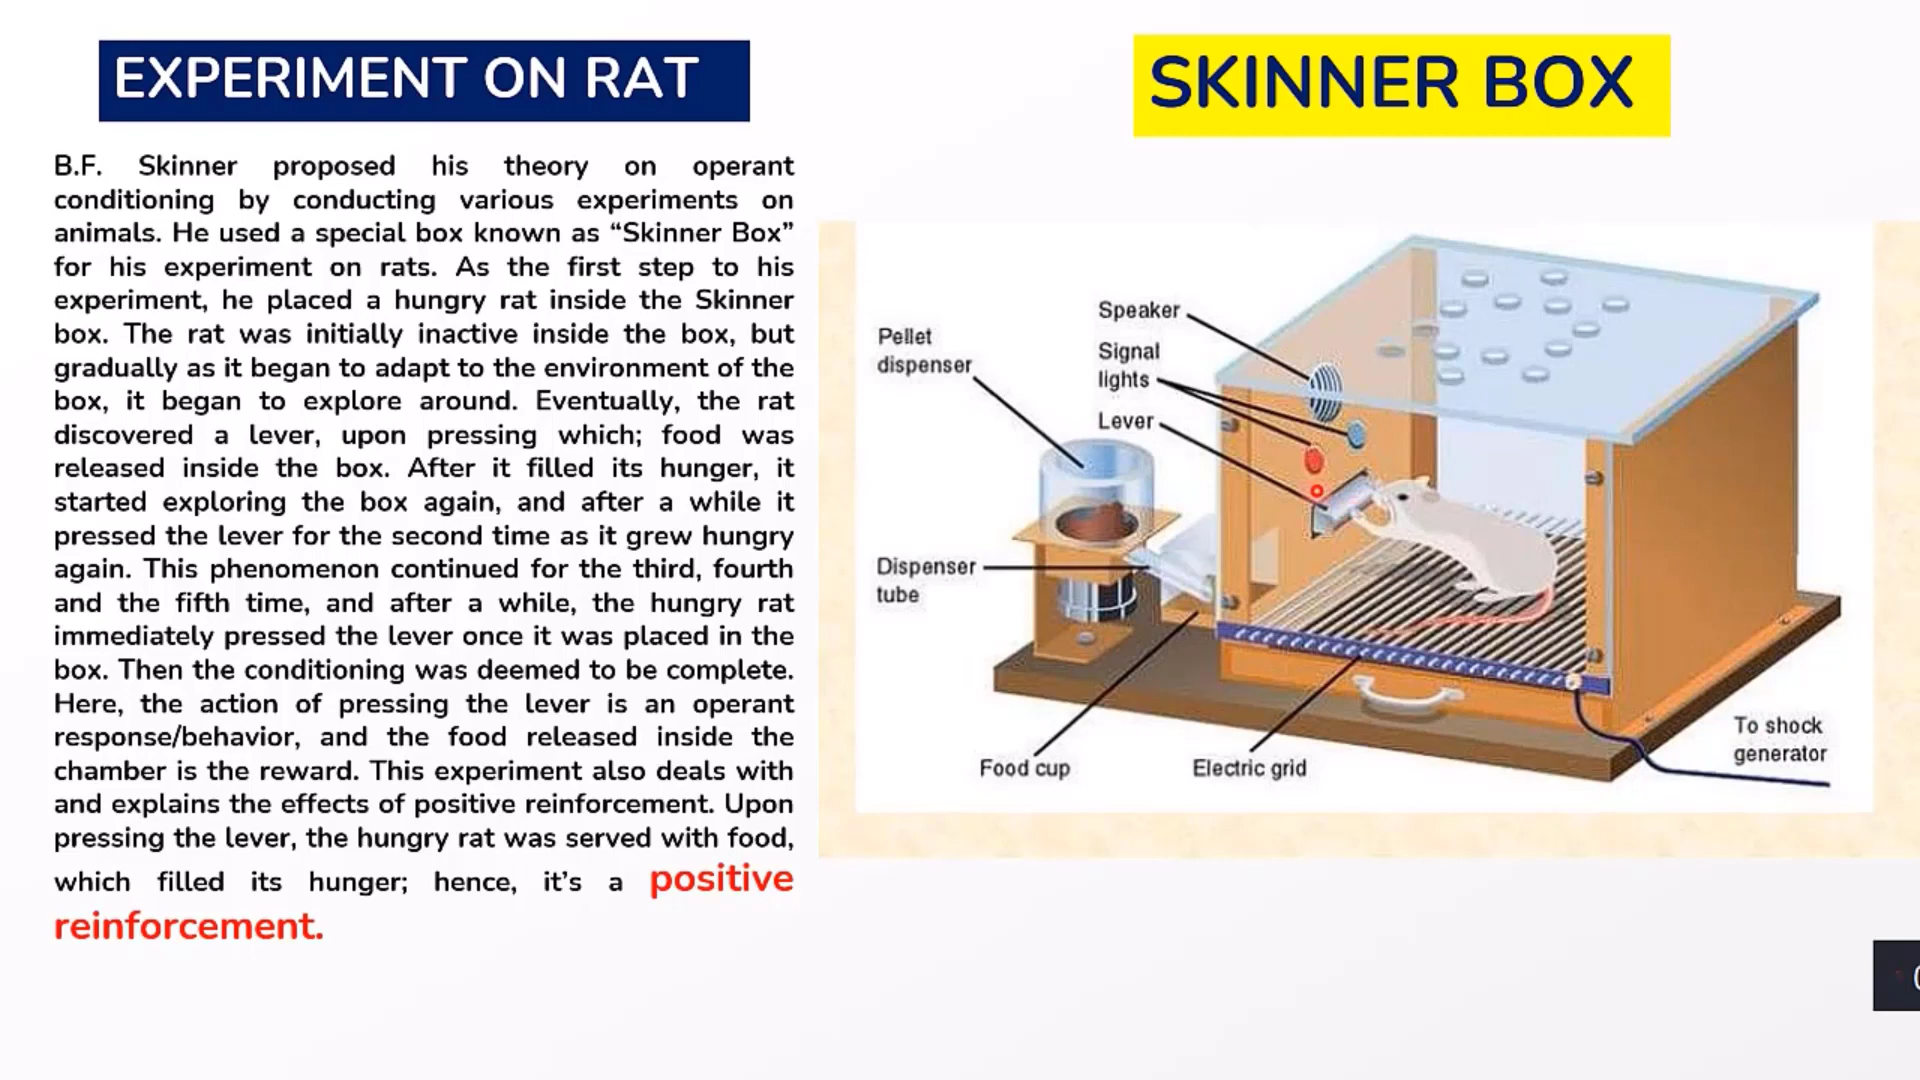 EXPERIMENT ON RAT
B.F. Skinner proposed his theory on operant
conditioning by conducting various experiments on
animals. He used a special box known as “Skinner Box”
for his experiment on rats. As the first step to his
experiment, he placed a hungry rat inside the Skinner
box. The rat was initially inactive inside the box, but
gradually as it began to adapt to the environment of the
box, it began to explore around. Eventually, the rat
discovered a lever, upon pressing which; food was
released inside the box. After it filled its hunger, it
started exploring the box again, and after a while it
pressed the lever for the second time as it grew hungry
again. This phenomenon continued for the third, fourth
and the fifth time, and after a while, the hungry rat
immediately pressed the lever once it was placed in the
box. Then the conditioning was deemed to be complete.
Here, the action of pressing the lever is an operant
response/behavior, and the food released inside the
chamber is the reward. This experiment also deals with
and explains the effects of positive reinforcement. Upon
pressing the lever, the hungry rat was served with food,
which filled its hunger; hence, it’s a positive
reinforcement.
SKINNER BOX
Speaker
Pellet
dispenser
Signal
lights
Lever
Dispenser
tube
Food cup
Electric grid
To shock
generator